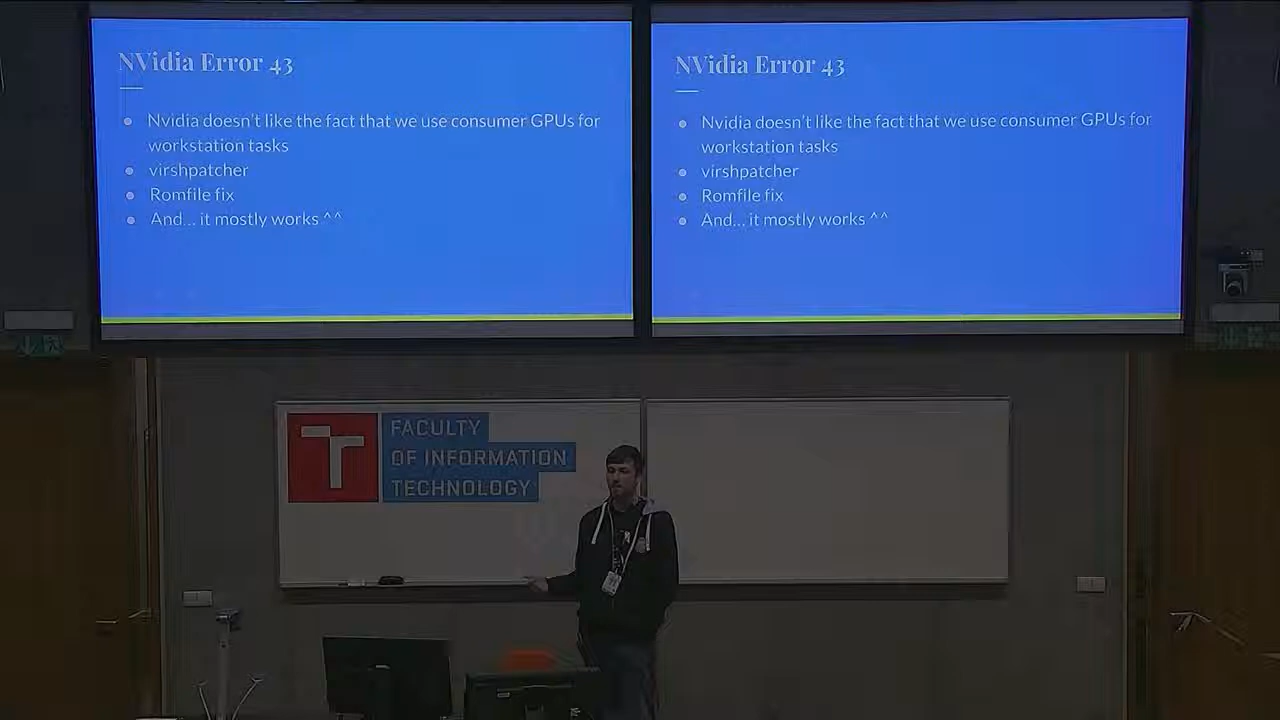 NVidia Error 43
Nvidia doesn't like the fact that we use consumer GPUs for
workstation tasks
virshpatcher
Romfile fix
And... it mostly works ^^
NVidia Error 43
Nvidia doesn't like the fact that we use consumer GPUs for
workstation tasks
virshpatcher
Romfile fix
And... it mostly works ^^
T
FACULTY
OF INFORMATION
TECHNOLOGY